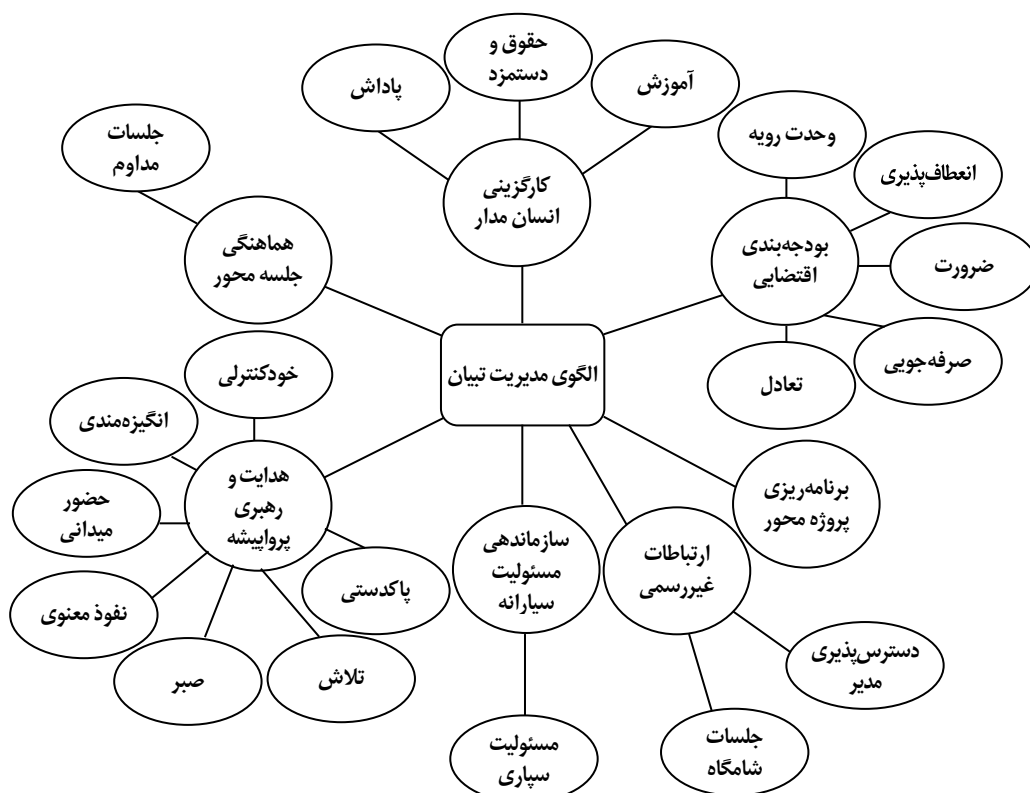 حقوق و
دستمزد
آموزش
پاداش
وحدت رویه
جلسات
مداوم
انعطاف‌پذیری
کارگزینی
انسان مدار
هماهنگی
جلسه محور
بودجه‌بندی
اقتضایی
ضرورت
الگوی مدیریت تبیان
صرفه‌جویی
خودکنترلی
تعادل
انگیزه‌مندی
هدایت و
رهبری
پرواپیشه
برنامه‌ریزی
پروژه محور
حضور
میدانی
سازماندهی
مسئولیت
سیارانه
ارتباطات
غیررسمی
پاکدستی
نفوذ معنوی
دسترس‌پذیری
مدیر
تلاش
صبر
جلسات
شامگاه
مسئولیت
سپاری